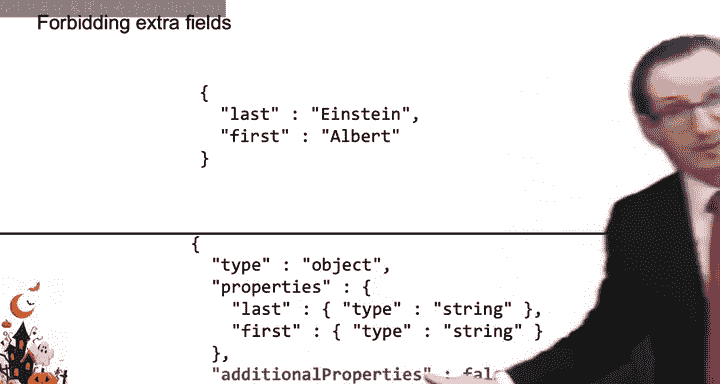 Forbidding extra fields
{
"last" : "Einstein",
"first" : "Albert"
}
{
"type" : "object",
"properties" : {
"last" : { "type" : "string" },
"first" : { "type" : "string" }
},
"additionalProperties" :